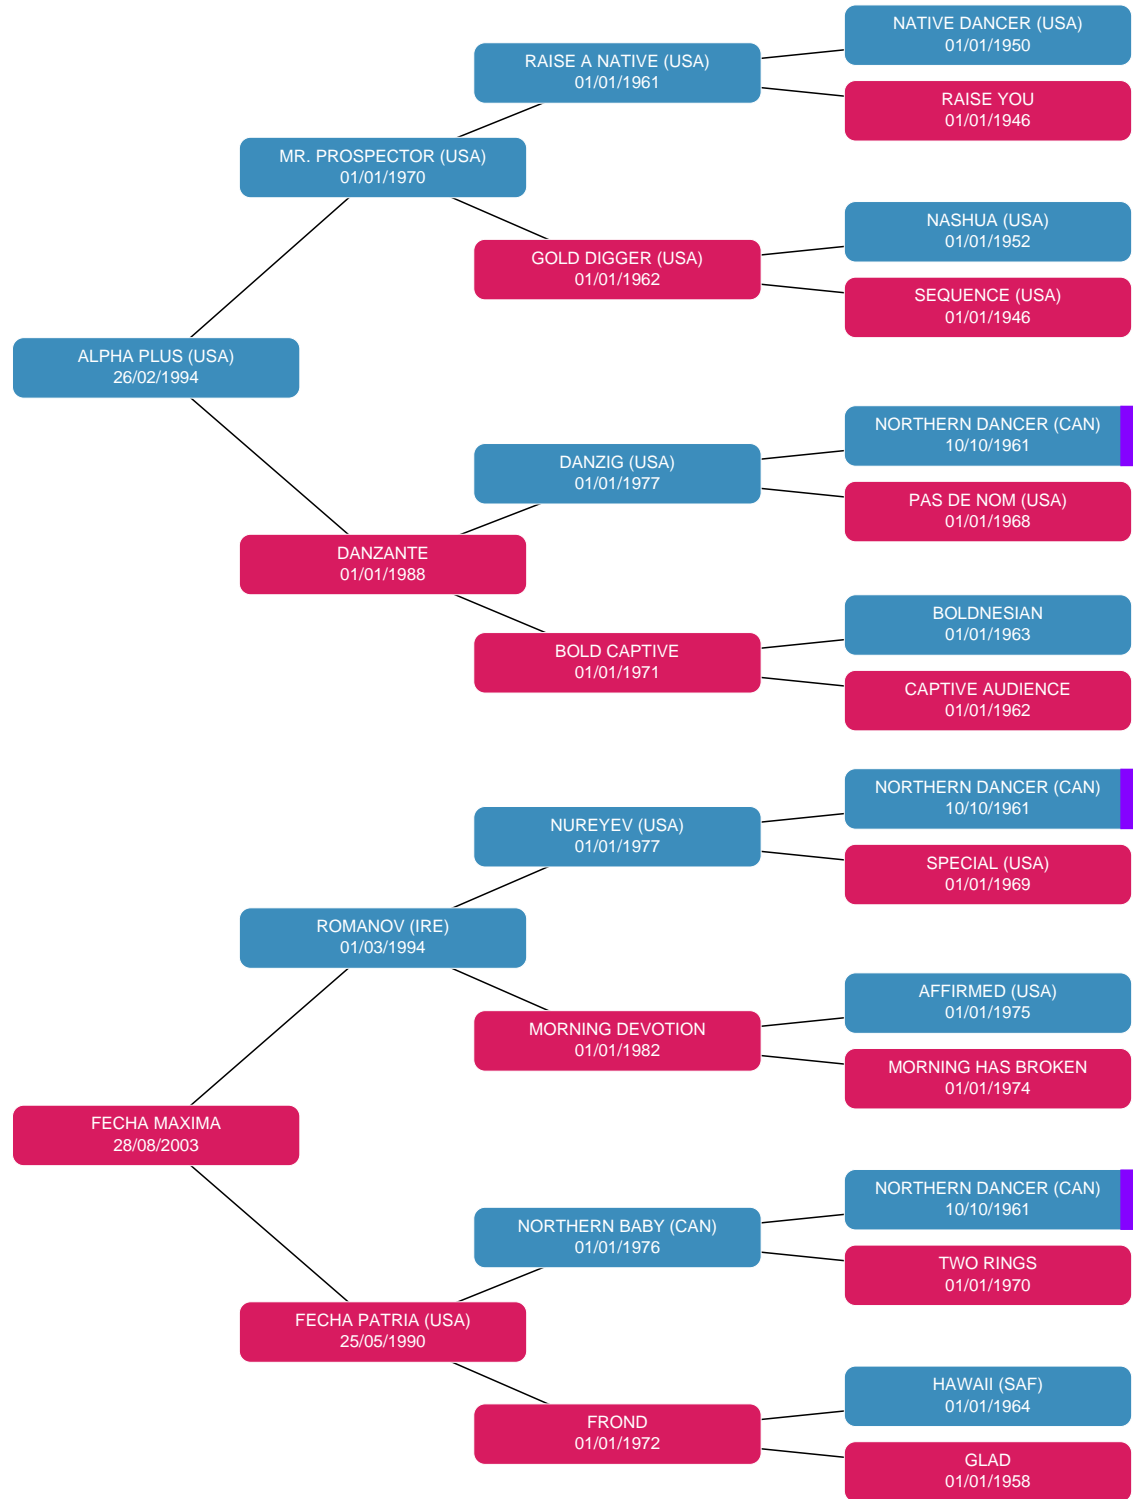 NATIVE DANCER (USA)
01/01/1950
RAISE A NATIVE (USA)
01/01/1961
RAISE YOU
01/01/1946
MR. PROSPECTOR (USA)
01/01/1970
NASHUA (USA)
01/01/1952
GOLD DIGGER (USA)
01/01/1962
SEQUENCE (USA)
01/01/1946
ALPHA PLUS (USA)
26/02/1994
NORTHERN DANCER (CAN)
10/10/1961
DANZIG (USA)
01/01/1977
PAS DE NOM (USA)
01/01/1968
DANZANTE
01/01/1988
BOLDNESIAN
01/01/1963
BOLD CAPTIVE
01/01/1971
CAPTIVE AUDIENCE
01/01/1962
NORTHERN DANCER (CAN)
10/10/1961
NUREYEV (USA)
01/01/1977
SPECIAL (USA)
01/01/1969
ROMANOV (IRE)
01/03/1994
AFFIRMED (USA)
01/01/1975
MORNING DEVOTION
01/01/1982
MORNING HAS BROKEN
01/01/1974
FECHA MAXIMA
28/08/2003
NORTHERN DANCER (CAN)
10/10/1961
NORTHERN BABY (CAN)
01/01/1976
TWO RINGS
01/01/1970
FECHA PATRIA (USA)
25/05/1990
HAWAII (SAF)
01/01/1964
FROND
01/01/1972
GLAD
01/01/1958